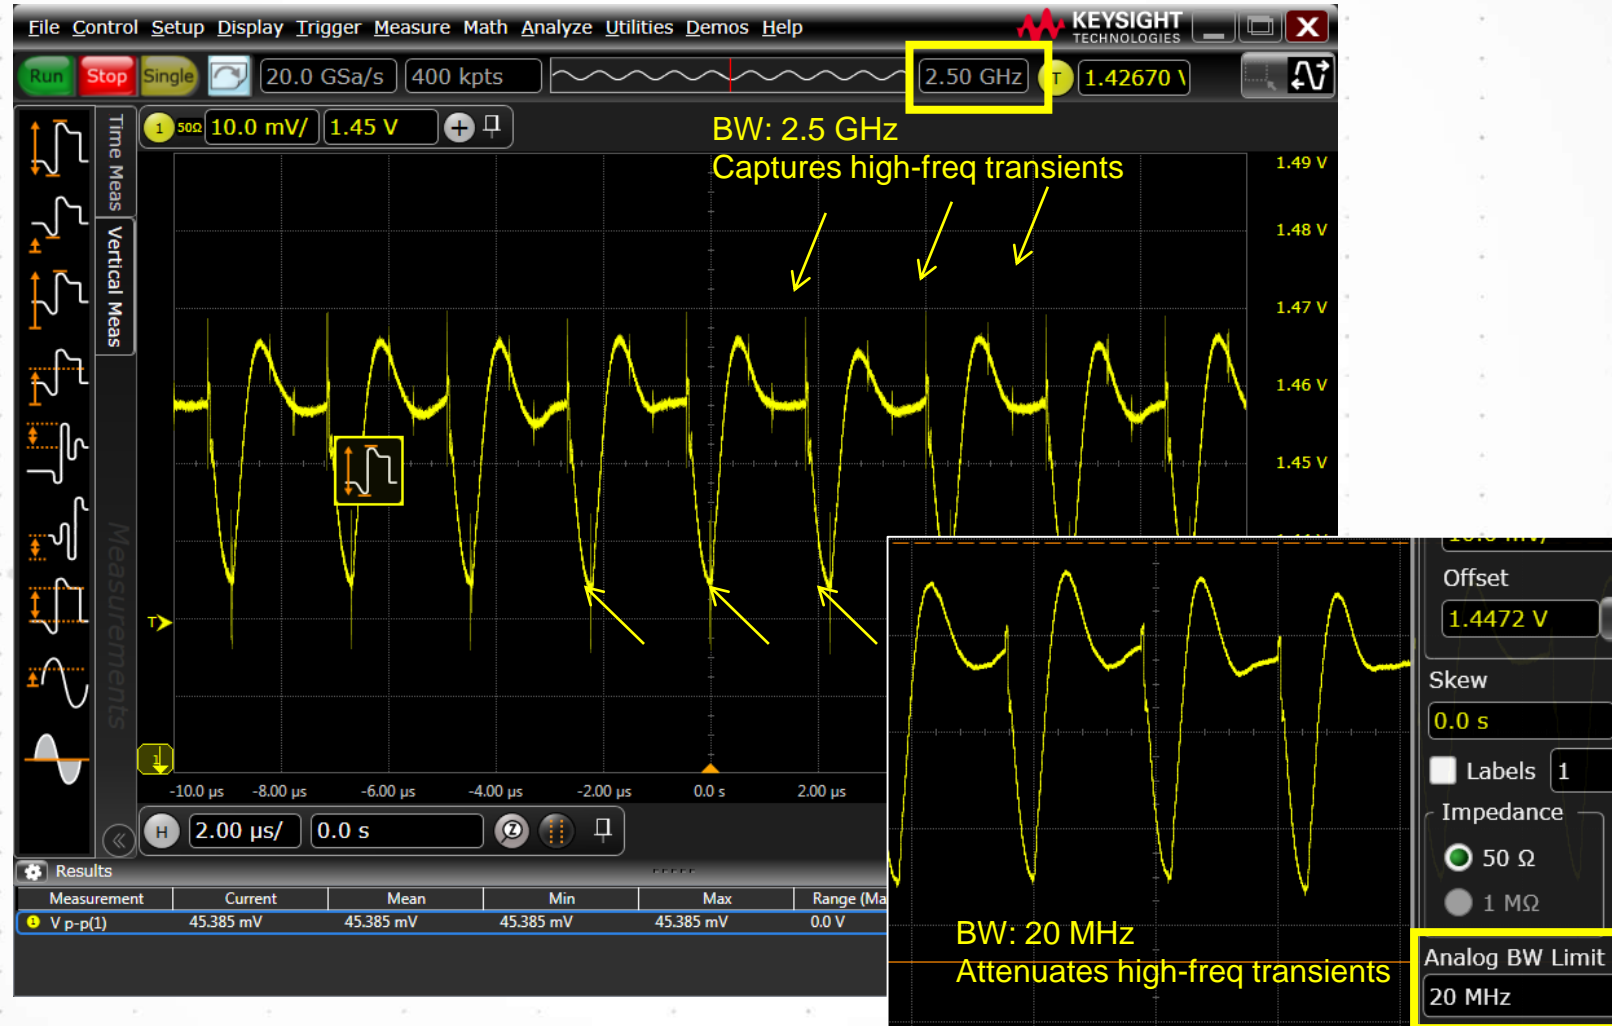 File Control Setup Display Trigger Measure Math Analyze Utilities Demos Help
KEYSIGHT
TECHNOLOGIES
Run Stop Single 20.0 GSa/s 400 kpts 2.50 GHz T 1.42670 V
1 50Ω 10.0 mV/ 1.45 V
BW: 2.5 GHz
Captures high-freq transients
Time Meas
Vertical Meas
Measurements
1.49 V
1.48 V
1.47 V
1.46 V
1.45 V
T
1
-10.0 µs -8.00 µs -6.00 µs -4.00 µs -2.00 µs 0.0 s 2.00 µs
H 2.00 µs/ 0.0 s
Results
Measurement Current Mean Min Max Range (Ma
1 V p-p(1) 45.385 mV 45.385 mV 45.385 mV 45.385 mV 0.0 V
Offset
1.4472 V
Skew
0.0 s
Labels 1
Impedance
50 Ω
1 MΩ
BW: 20 MHz
Attenuates high-freq transients
Analog BW Limit
20 MHz